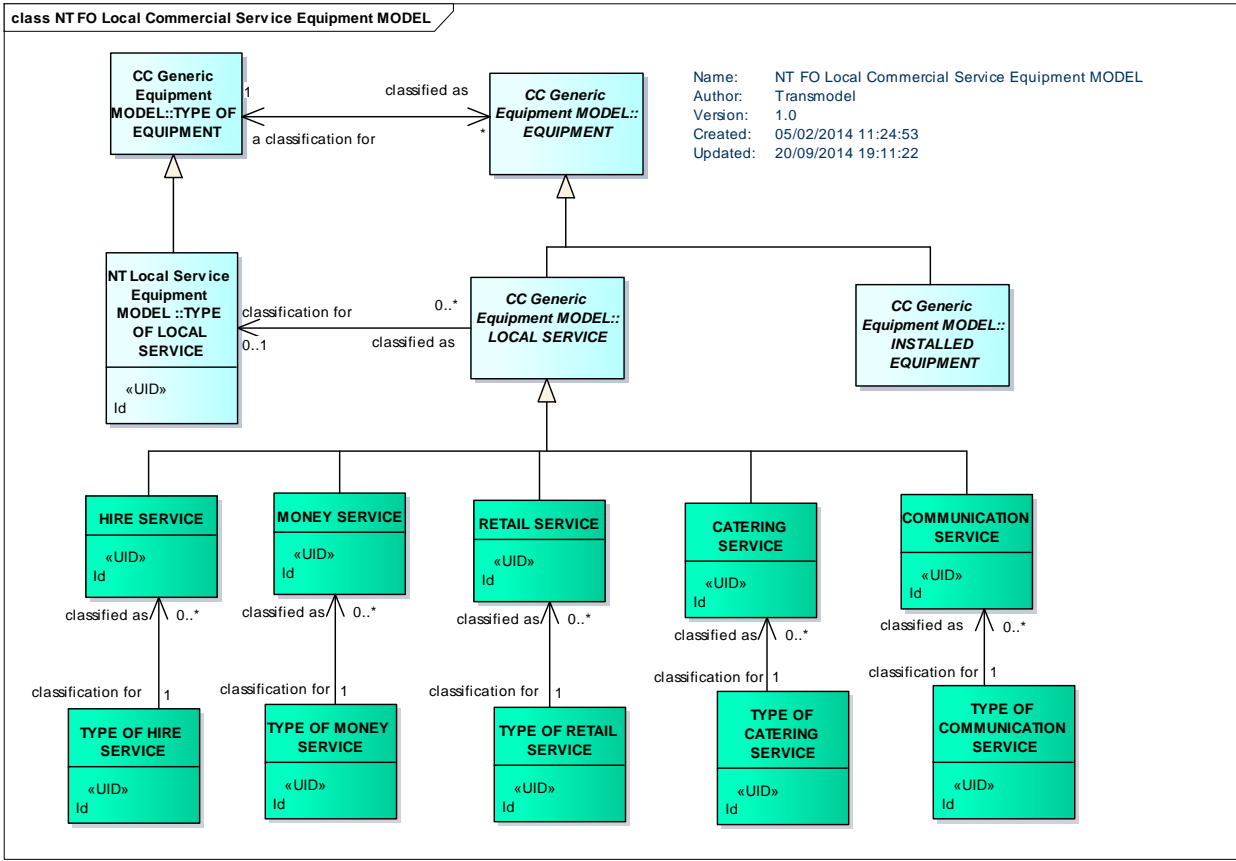 class NT FO Local Commercial Service Equipment MODEL
CC Generic
Equipment
MODEL::TYPE OF
EQUIPMENT
1
classified as
a classification for
*
CC Generic
Equipment MODEL::
EQUIPMENT
Name: NT FO Local Commercial Service Equipment MODEL
Author: Transmodel
Version: 1.0
Created: 05/02/2014 11:24:53
Updated: 20/09/2014 19:11:22
NT Local Service
Equipment
MODEL ::TYPE
OF LOCAL
SERVICE
«UID»
Id
classification for
0..1
0..*
classified as
CC Generic
Equipment MODEL::
LOCAL SERVICE
CC Generic
Equipment MODEL::
INSTALLED
EQUIPMENT
HIRE SERVICE
«UID»
Id
MONEY SERVICE
«UID»
Id
RETAIL SERVICE
«UID»
Id
CATERING
SERVICE
«UID»
Id
COMMUNICATION
SERVICE
«UID»
Id
classified as 0..*
classified as 0..*
classified as 0..*
classified as 0..*
classified as 0..*
classification for 1
classification for 1
classification for 1
classification for 1
classification for 1
TYPE OF HIRE
SERVICE
«UID»
Id
TYPE OF MONEY
SERVICE
«UID»
Id
TYPE OF RETAIL
SERVICE
«UID»
Id
TYPE OF
CATERING
SERVICE
«UID»
Id
TYPE OF
COMMUNICATION
SERVICE
«UID»
Id